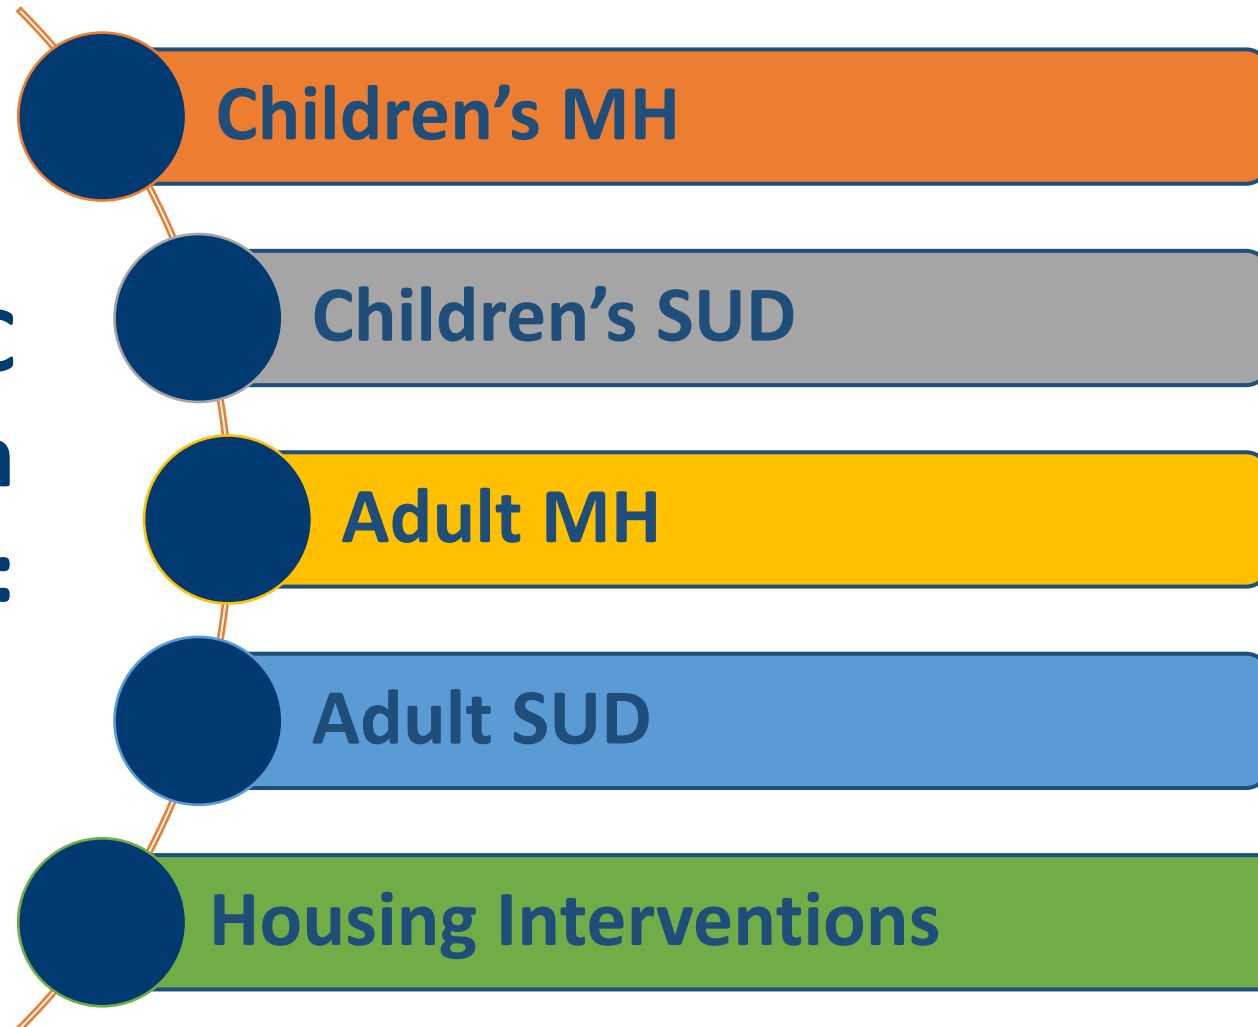 Children’s MH
Children’s SUD
Adult MH
Adult SUD
Housing Interventions